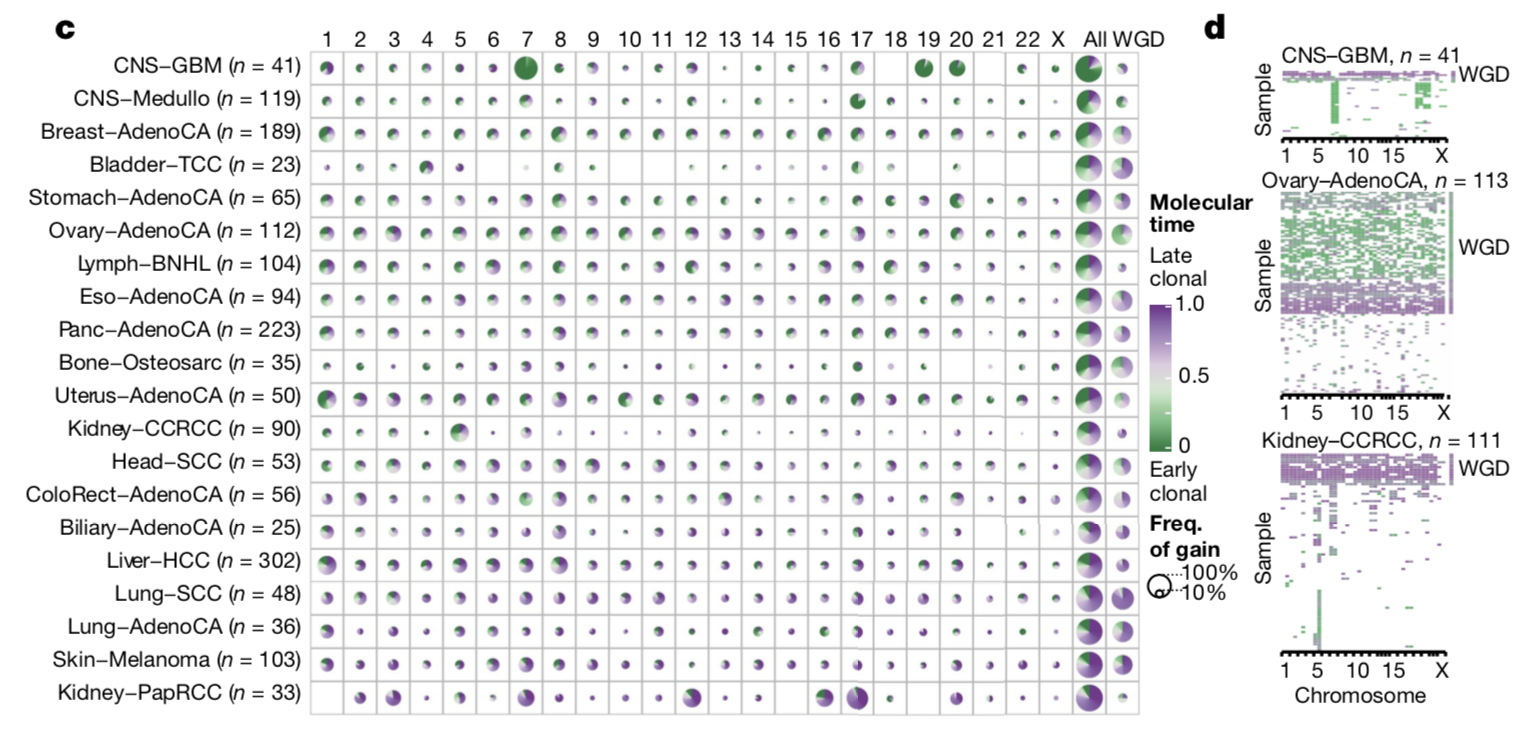 c
1 2 3 4 5 6 7 8 9 10 11 12 13 14 15 16 17 18 19 20 21 22 X All WGD
CNS–GBM (n = 41)
CNS–Medullo (n = 119)
Breast–AdenoCA (n = 189)
Bladder–TCC (n = 23)
Stomach–AdenoCA (n = 65)
Ovary–AdenoCA (n = 112)
Lymph–BNHL (n = 104)
Eso–AdenoCA (n = 94)
Panc–AdenoCA (n = 223)
Bone–Osteosarc (n = 35)
Uterus–AdenoCA (n = 50)
Kidney–CCRCC (n = 90)
Head–SCC (n = 53)
ColoRect–AdenoCA (n = 56)
Biliary–AdenoCA (n = 25)
Liver–HCC (n = 302)
Lung–SCC (n = 48)
Lung–AdenoCA (n = 36)
Skin–Melanoma (n = 103)
Kidney–PapRCC (n = 33)
Molecular
time
Late
clonal
1.0
0.5
0
Early
clonal
Freq.
of gain
100%
10%
d
CNS–GBM, n = 41
Sample
WGD
1 5 10 15 X
Ovary–AdenoCA, n = 113
Sample
WGD
1 5 10 15 X
Kidney–CCRCC, n = 111
Sample
WGD
1 5 10 15 X
Chromosome